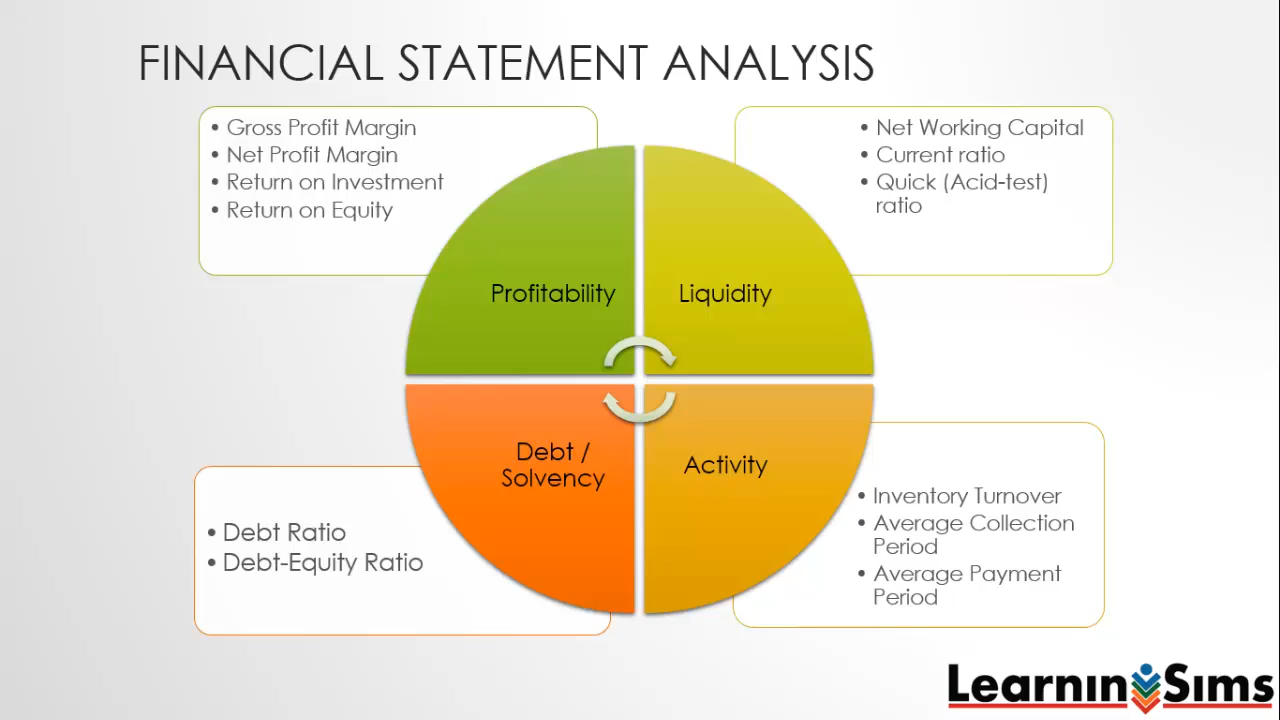 FINANCIAL STATEMENT ANALYSIS
• Gross Profit Margin
• Net Profit Margin
• Return on Investment
• Return on Equity
• Net Working Capital
• Current ratio
• Quick (Acid-test)
ratio
Profitability
Liquidity
Debt /
Solvency
Activity
• Debt Ratio
• Debt-Equity Ratio
• Inventory Turnover
• Average Collection
Period
• Average Payment
Period
Learnin Sims